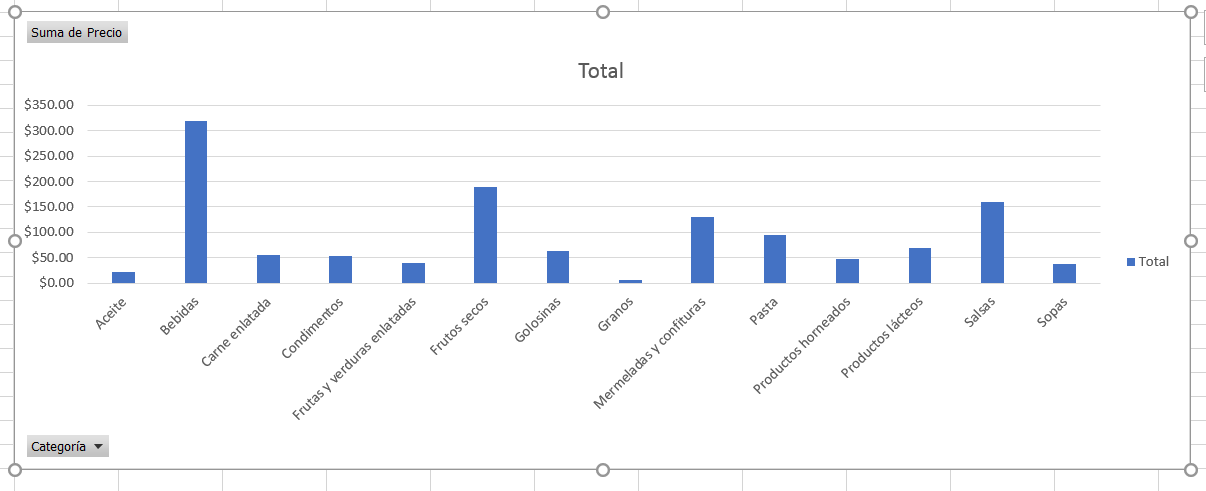 Suma de Precio
Total
$350.00
$300.00
$250.00
$200.00
$150.00
$100.00
$50.00
$0.00
Aceite
Bebidas
Carne enlatada
Condimentos
Frutas y verduras enlatadas
Frutos secos
Golosinas
Granos
Mermeladas y confituras
Pasta
Productos horneados
Productos lácteos
Salsas
Sopas
Total
Categoría